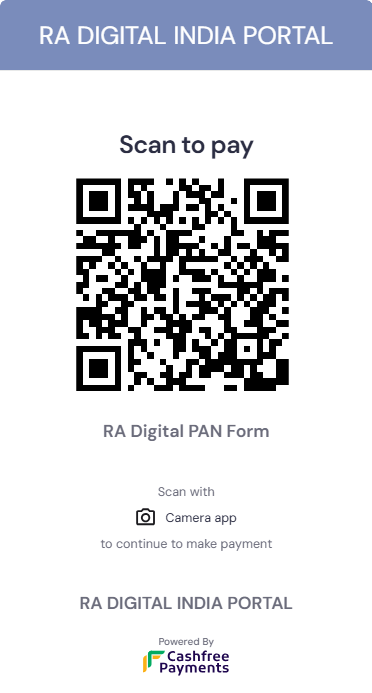 RA DIGITAL INDIA PORTAL
Scan to pay
RA Digital PAN Form
Scan with
Camera app
to continue to make payment
RA DIGITAL INDIA PORTAL
Powered By
Cashfree
Payments